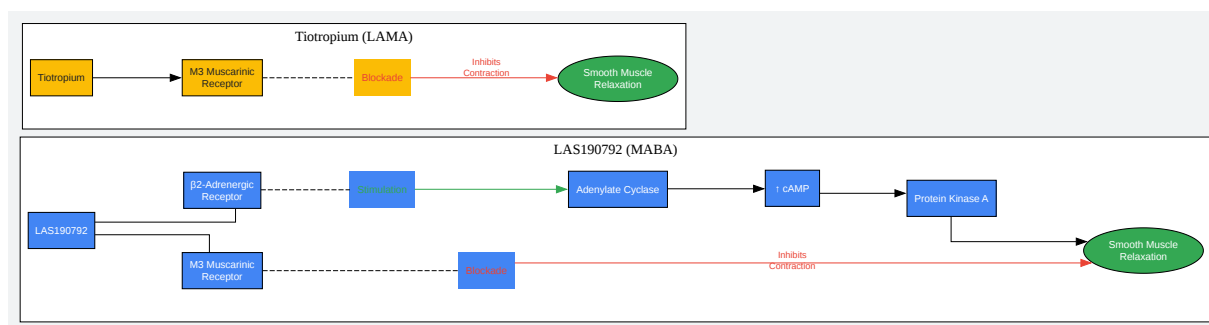 Tiotropium (LAMA)
Tiotropium
M3 Muscarinic
Receptor
Blockade
Inhibits
Contraction
Smooth Muscle
Relaxation
LAS190792 (MABA)
LAS190792
β2-Adrenergic
Receptor
Stimulation
Adenylate Cyclase
↑ cAMP
Protein Kinase A
M3 Muscarinic
Receptor
Blockade
Inhibits
Contraction
Smooth Muscle
Relaxation